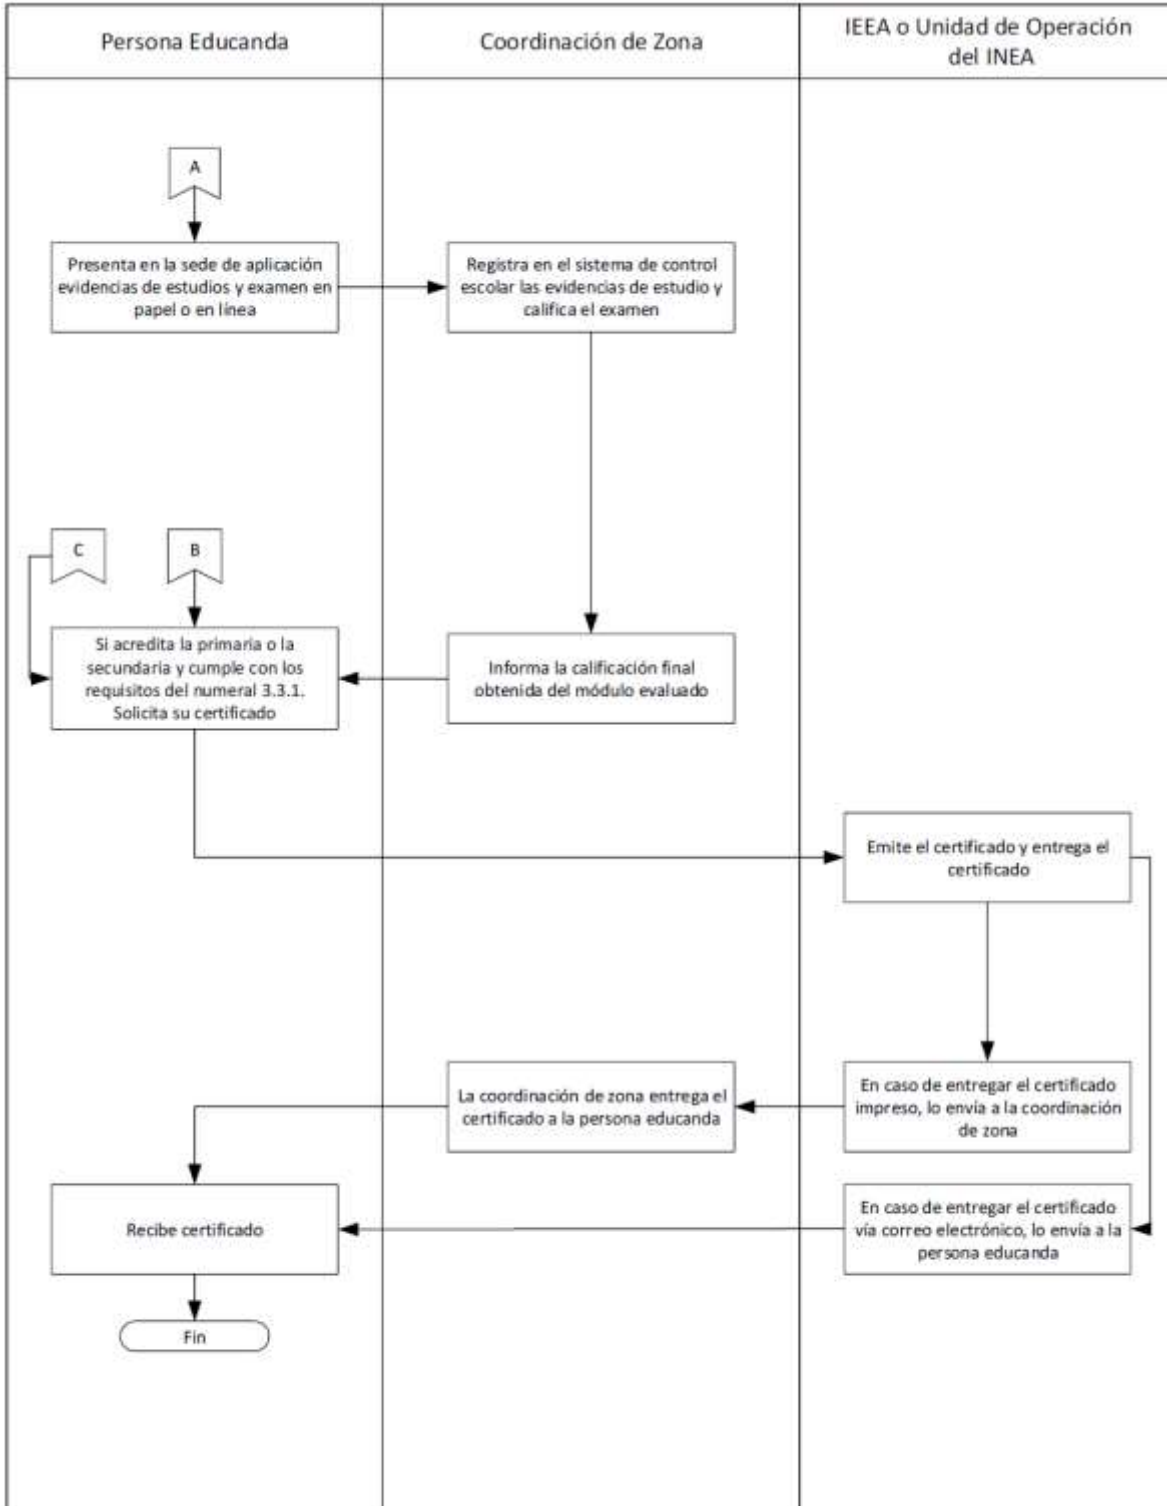 Persona Educanda
Coordinación de Zona
IEEA o Unidad de Operación
del INEA
A
Presenta en la sede de aplicación
evidencias de estudios y examen en
papel o en línea
Registra en el sistema de control
escolar las evidencias de estudio y
califica el examen
C
B
Si acredita la primaria o la
secundaria y cumple con los
requisitos del numeral 3.3.1.
Solicita su certificado
Informa la calificación final
obtenida del módulo evaluado
Emite el certificado y entrega el
certificado
La coordinación de zona entrega el
certificado a la persona educanda
En caso de entregar el certificado
impreso, lo envía a la coordinación
de zona
Recibe certificado
En caso de entregar el certificado
vía correo electrónico, lo envía a la
persona educanda
Fin